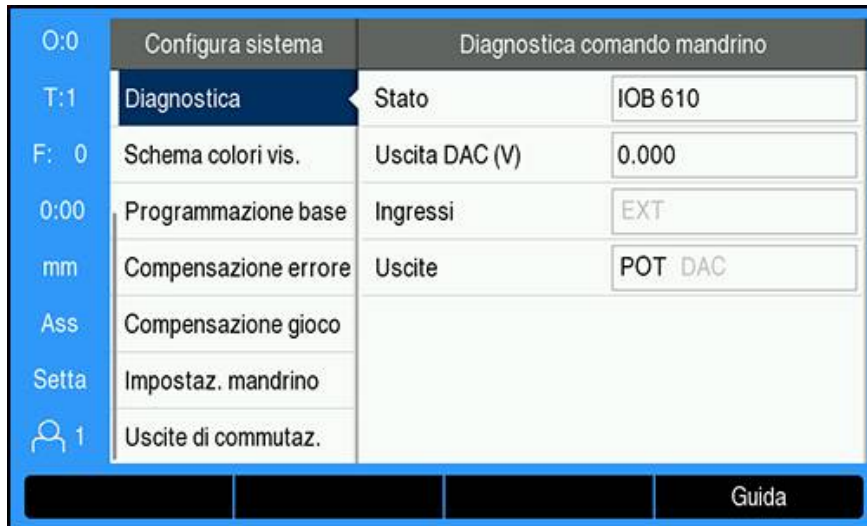 O:0
Configura sistema
Diagnostica comando mandrino
T:1
Diagnostica
Stato
IOB 610
F: 0
Schema colori vis.
Uscita DAC (V)
0.000
0:00
Programmazione base
Ingressi
EXT
mm
Compensazione errore
Uscite
POT DAC
Ass
Compensazione gioco
Setta
Impostaz. mandrino
1
Uscite di commutaz.
Guida